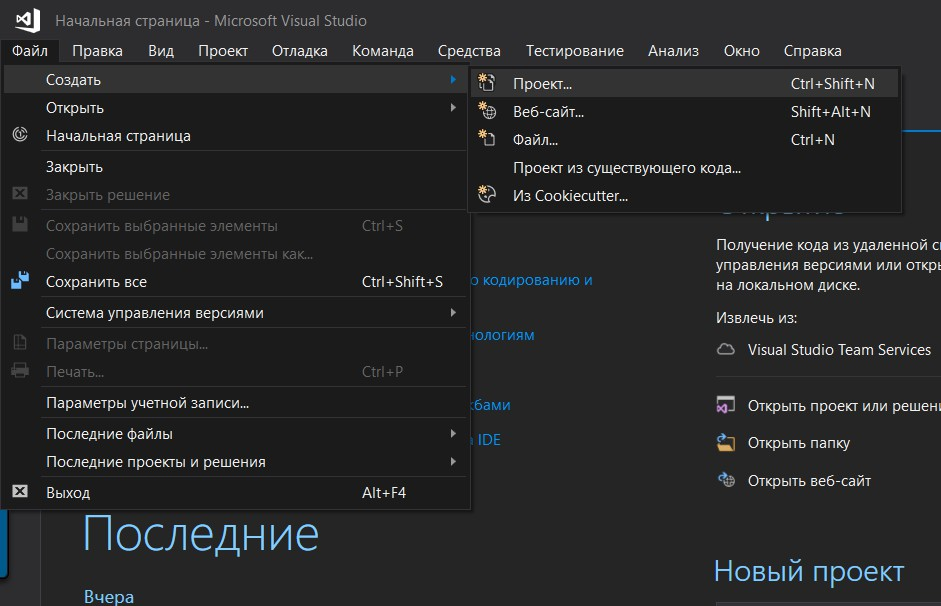 Начальная страница - Microsoft Visual Studio
Файл Правка Вид Проект Отладка Команда Средства Тестирование Анализ Окно Справка
Создать
Открыть
Начальная страница
Закрыть
Закрыть решение
Сохранить выбранные элементы Ctrl+S
Сохранить выбранные элементы как...
Сохранить все Ctrl+Shift+S
Система управления версиями
Параметры страницы...
Печать... Ctrl+P
Параметры учетной записи...
Последние файлы
Последние проекты и решения
Выход Alt+F4
Проект... Ctrl+Shift+N
Веб-сайт... Shift+Alt+N
Файл... Ctrl+N
Проект из существующего кода...
Из Cookiecutter...
о кодированию и
нологиям
жбами
IDE
Получение кода из удаленной
управления версиями или
на локальном диске.
Извлечь из:
Visual Studio Team Services
Открыть проект или
Открыть папку
Открыть веб-сайт
Последние
Вчера
Новый проект